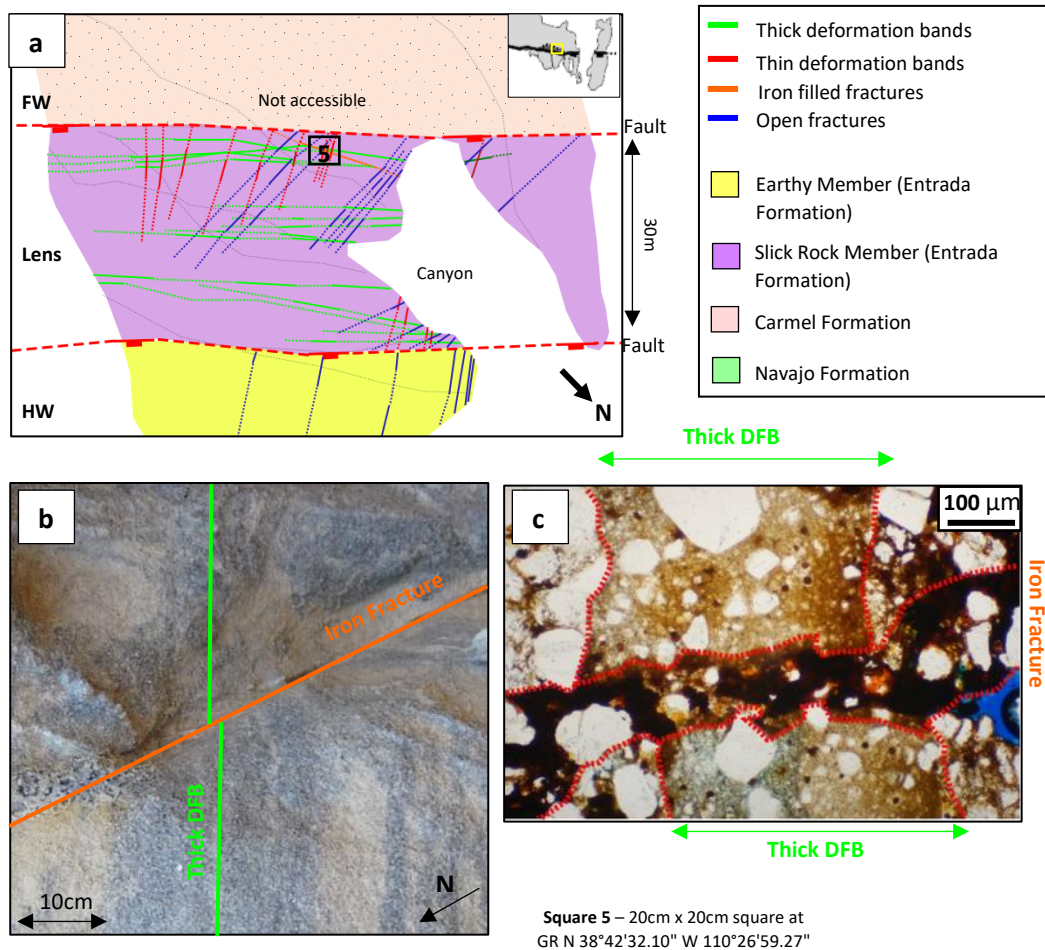 a
FW
Not accessible
Fault
5
30m
Lens
Canyon
Fault
HW
N
Thick deformation bands
Thin deformation bands
Iron filled fractures
Open fractures
Earthy Member (Entrada
Formation)
Slick Rock Member (Entrada
Formation)
Carmel Formation
Navajo Formation
Thick DFB
b
Iron Fracture
Thick DFB
N
10cm
c
100 µm
Iron Fracture
Thick DFB
Square 5 – 20cm x 20cm square at
GR N 38°42'32.10" W 110°26'59.27"